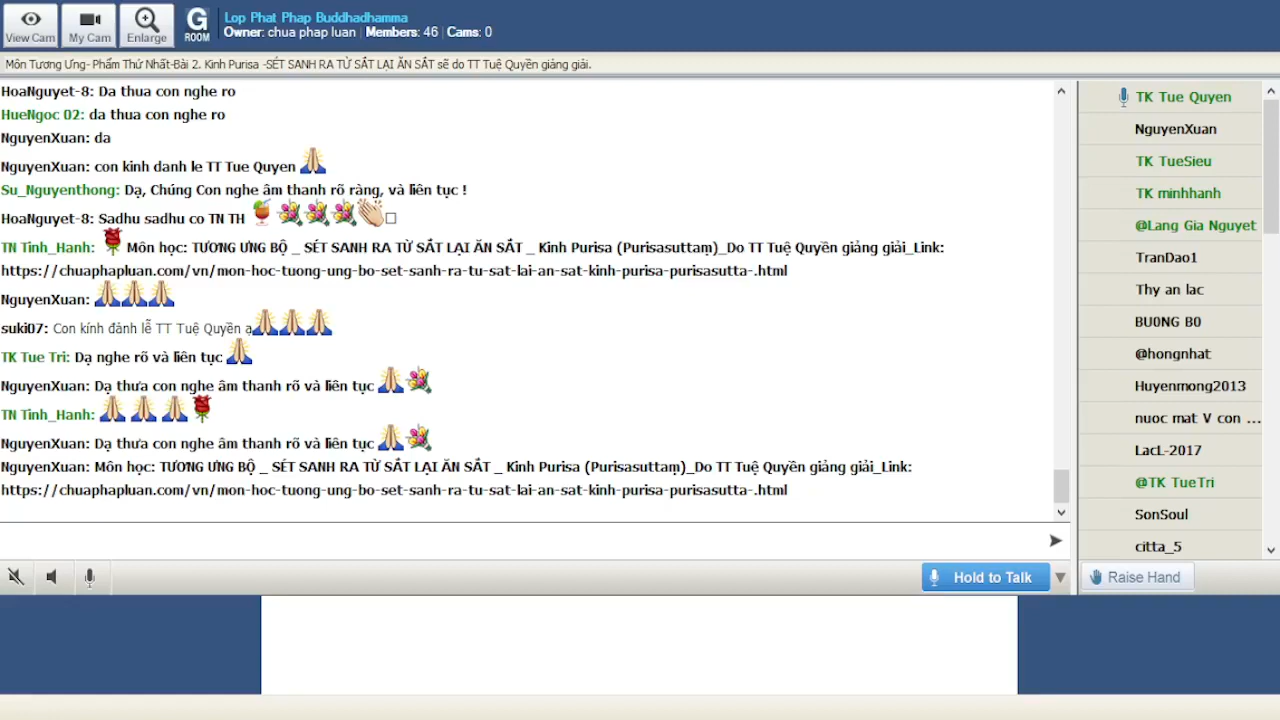 View Cam
My Cam
Enlarge
G
ROOM
Lop Phat Phap Buddhadhamma
Owner: chua phap luan | Members: 46 | Cams: 0
Môn Tương Ưng- Phẩm Thứ Nhất-Bài 2. Kinh Purisa -SÉT SANH RA TỪ SẮT LẠI ĂN SẮT sẽ do TT Tuệ Quyền giảng giải.
HoaNguyet-8: Da thua con nghe ro
HueNgoc 02: da thua con nghe ro
NguyenXuan: da
NguyenXuan: con kinh danh le TT Tue Quyen
Su_Nguyenthong: Dạ, Chúng Con nghe âm thanh rõ ràng, và liên tục !
HoaNguyet-8: Sadhu sadhu co TN TH
TN Tinh_Hanh: Môn học: TƯƠNG ƯNG BỘ _ SÉT SANH RA TỪ SẮT LẠI ĂN SẮT _ Kinh Purisa (Purisasuttaṃ)_Do TT Tuệ Quyền giảng giải_Link:
https://chuaphapluan.com/vn/mon-hoc-tuong-ung-bo-set-sanh-ra-tu-sat-lai-an-sat-kinh-purisa-purisasutta-.html
NguyenXuan:
suki07: Con kính đảnh lễ TT Tuệ Quyền ạ
TK Tue Tri: Dạ nghe rõ và liên tục
NguyenXuan: Dạ thưa con nghe âm thanh rõ và liên tục
TN Tinh_Hanh:
NguyenXuan: Dạ thưa con nghe âm thanh rõ và liên tục
NguyenXuan: Môn học: TƯƠNG ƯNG BỘ _ SÉT SANH RA TỪ SẮT LẠI ĂN SẮT _ Kinh Purisa (Purisasuttaṃ)_Do TT Tuệ Quyền giảng giải_Link:
https://chuaphapluan.com/vn/mon-hoc-tuong-ung-bo-set-sanh-ra-tu-sat-lai-an-sat-kinh-purisa-purisasutta-.html
TK Tue Quyen
NguyenXuan
TK TueSieu
TK minhhanh
@Lang Gia Nguyet
TranDao1
Thy an lac
BU0NG B0
@hongnhat
Huyenmong2013
nuoc mat V con ...
LacL-2017
@TK TueTri
SonSoul
citta_5
Hold to Talk
Raise Hand